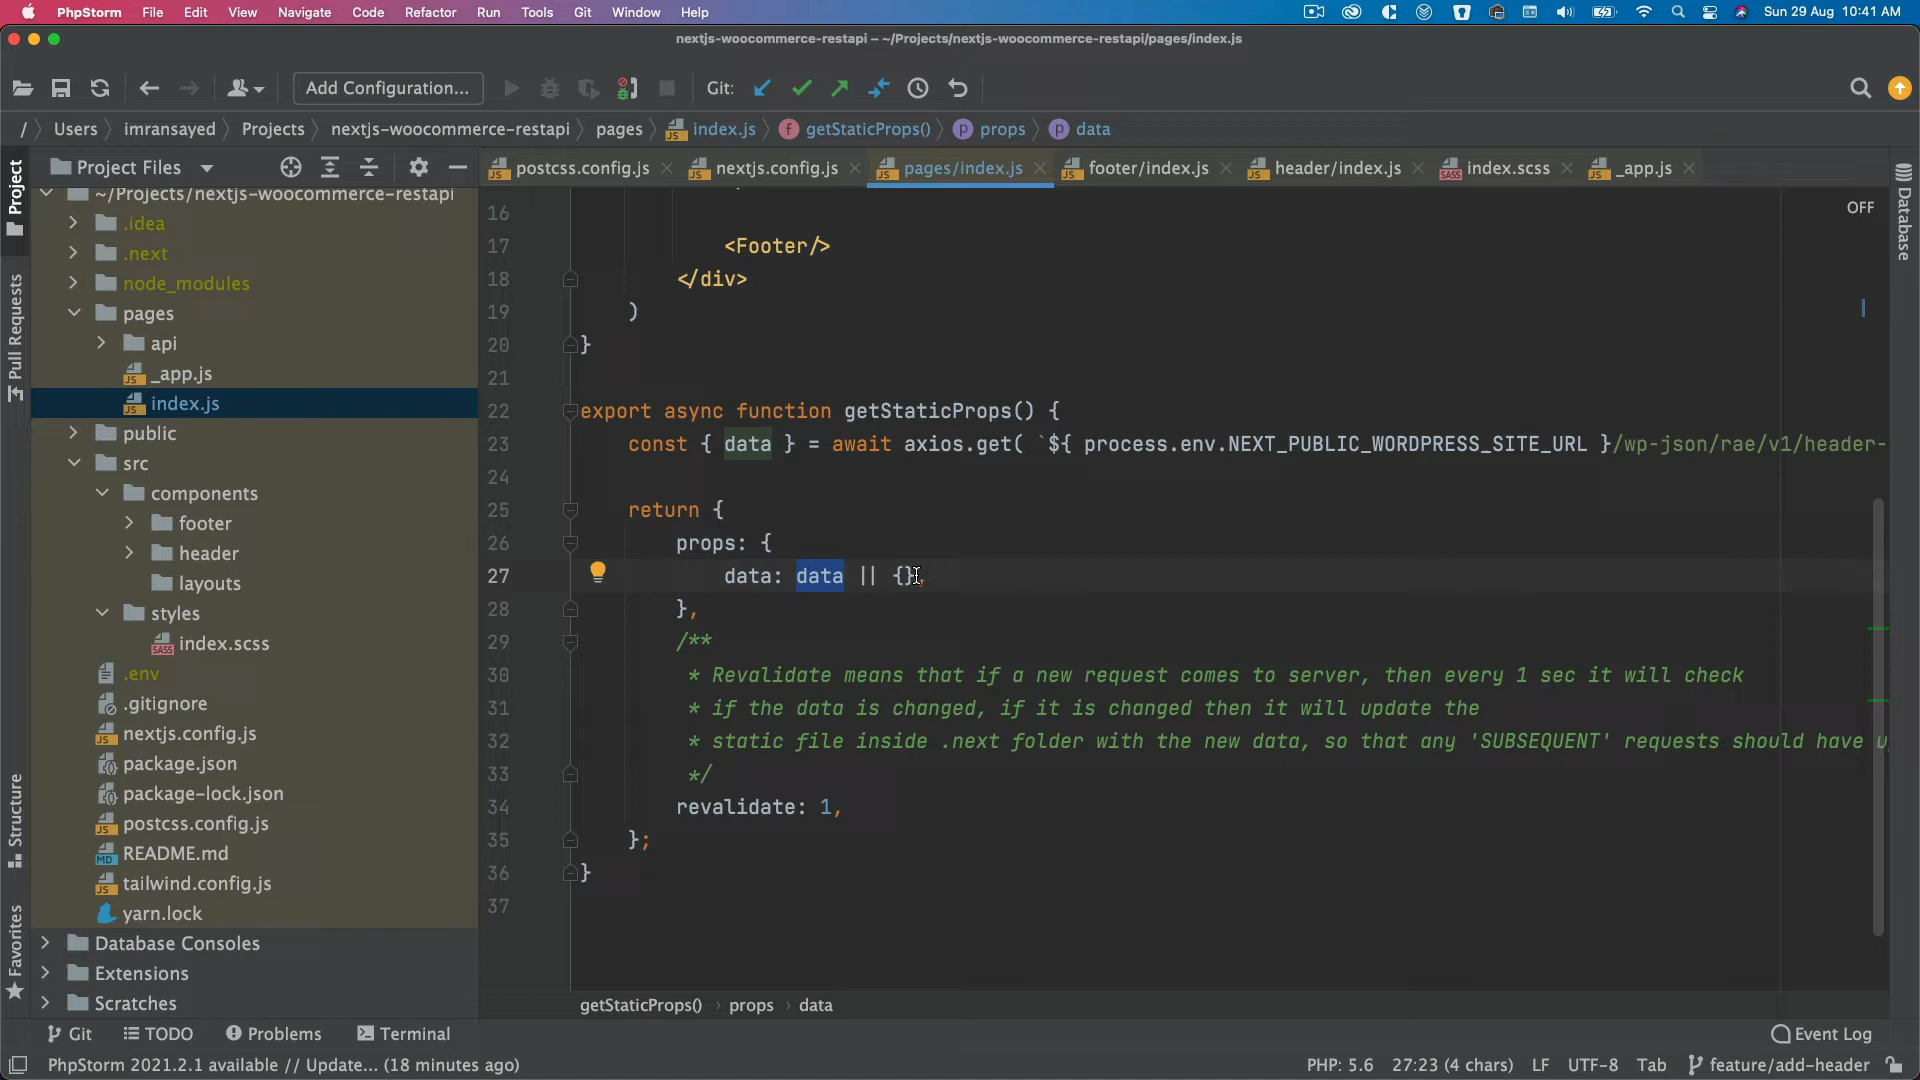 PhpStorm File Edit View Navigate Code Refactor Run Tools Git Window Help Sun 29 Aug 10:41 AM
nextjs-woocommerce-restapi – ~/Projects/nextjs-woocommerce-restapi/pages/index.js
Add Configuration... Git:
/ Users imransayed Projects nextjs-woocommerce-restapi pages index.js getStaticProps() props data
Project Files
postcss.config.js nextjs.config.js pages/index.js footer/index.js header/index.js index.scss _app.js
Project
Pull Requests
Structure
Favorites
~/Projects/nextjs-woocommerce-restapi
.idea
.next
node_modules
pages
api
_app.js
index.js
public
src
components
footer
header
layouts
styles
index.scss
.env
.gitignore
nextjs.config.js
package.json
package-lock.json
postcss.config.js
README.md
tailwind.config.js
yarn.lock
Database Consoles
Extensions
Scratches
OFF
Database
16
17 <Footer/>
18 </div>
19 )
20 }
21
22 export async function getStaticProps() {
23 const { data } = await axios.get( `${ process.env.NEXT_PUBLIC_WORDPRESS_SITE_URL }/wp-json/rae/v1/header-
24
25 return {
26 props: {
27 data: data || {},
28 },
29 /**
30 * Revalidate means that if a new request comes to server, then every 1 sec it will check
31 * if the data is changed, if it is changed then it will update the
32 * static file inside .next folder with the new data, so that any 'SUBSEQUENT' requests should have u
33 */
34 revalidate: 1,
35 };
36 }
37
getStaticProps() props data
Git TODO Problems Terminal Event Log
PhpStorm 2021.2.1 available // Update... (18 minutes ago) PHP: 5.6 27:23 (4 chars) LF UTF-8 Tab feature/add-header